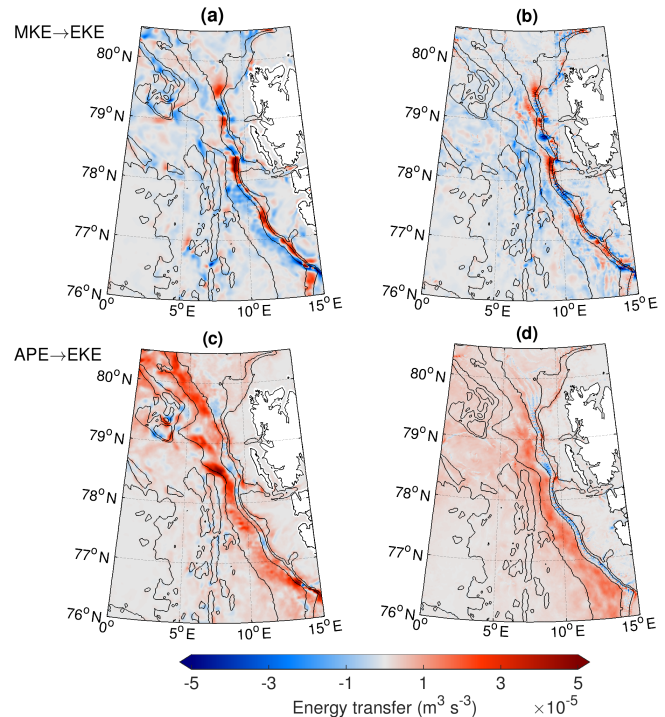 (a) (b)
MKE→EKE
80°N 80°N
79°N 79°N
78°N 78°N
77°N 77°N
76°N 76°N
0° 5°E 10°E 15°E 0° 5°E 10°E 15°E
(c) (d)
APE→EKE
80°N 80°N
79°N 79°N
78°N 78°N
77°N 77°N
76°N 76°N
0° 5°E 10°E 15°E 0° 5°E 10°E 15°E
-5 -3 -1 1 3 5
Energy transfer (m³ s⁻³) ×10⁻⁵